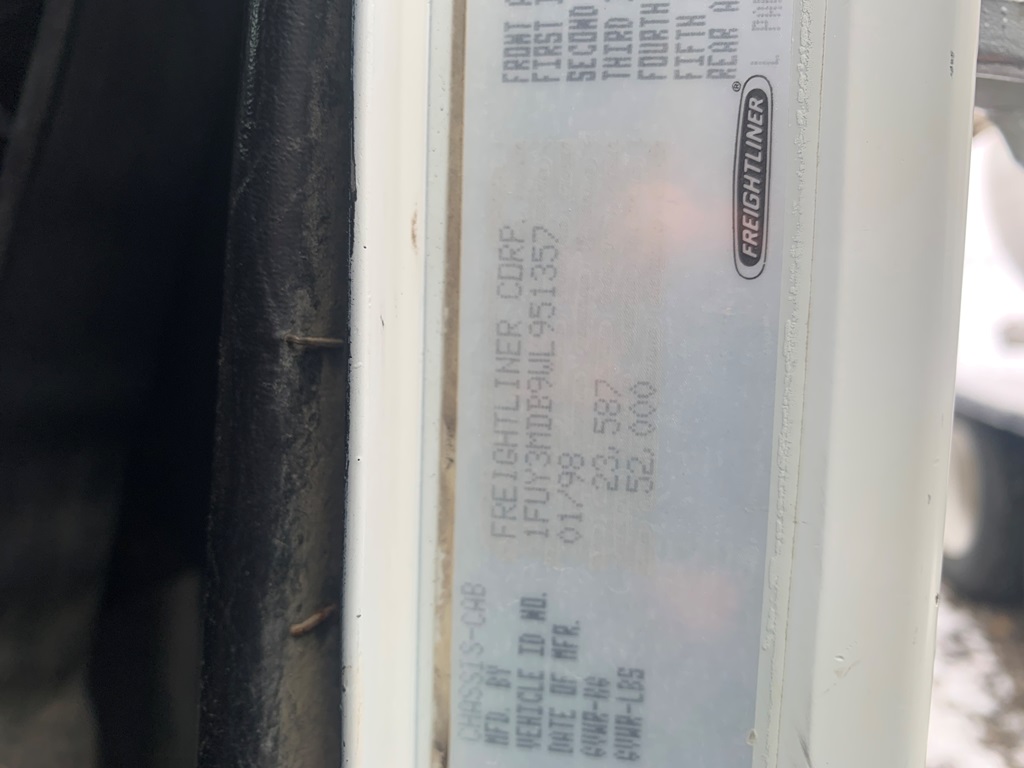 CHASSIS-CAB
MFD. BY FREIGHTLINER CORP.
VEHICLE ID NO. 1FUY3MDB9WL951357
DATE OF MFR. 01/98
GVWR-KG 23,587
GVWR-LBS 52,000
FRONT
FIRST
SECOND
THIRD
FOURTH
FIFTH
REAR
FREIGHTLINER®